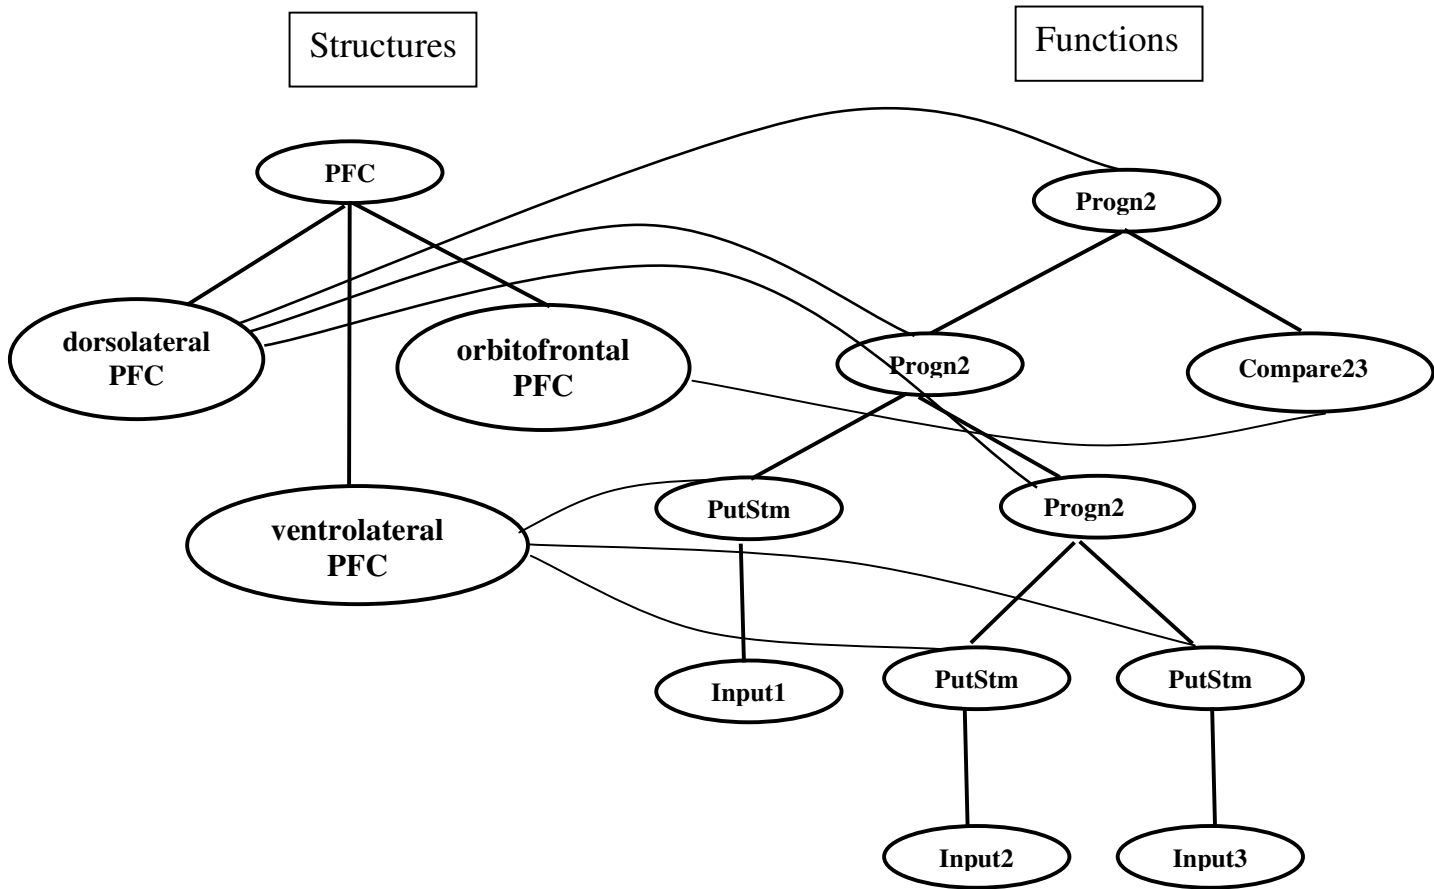 Structures
Functions
PFC
Progn2
dorsolateral
PFC
orbitofrontal
PFC
Progn2
Compare23
ventrolateral
PFC
PutStm
Progn2
Input1
PutStm
PutStm
Input2
Input3